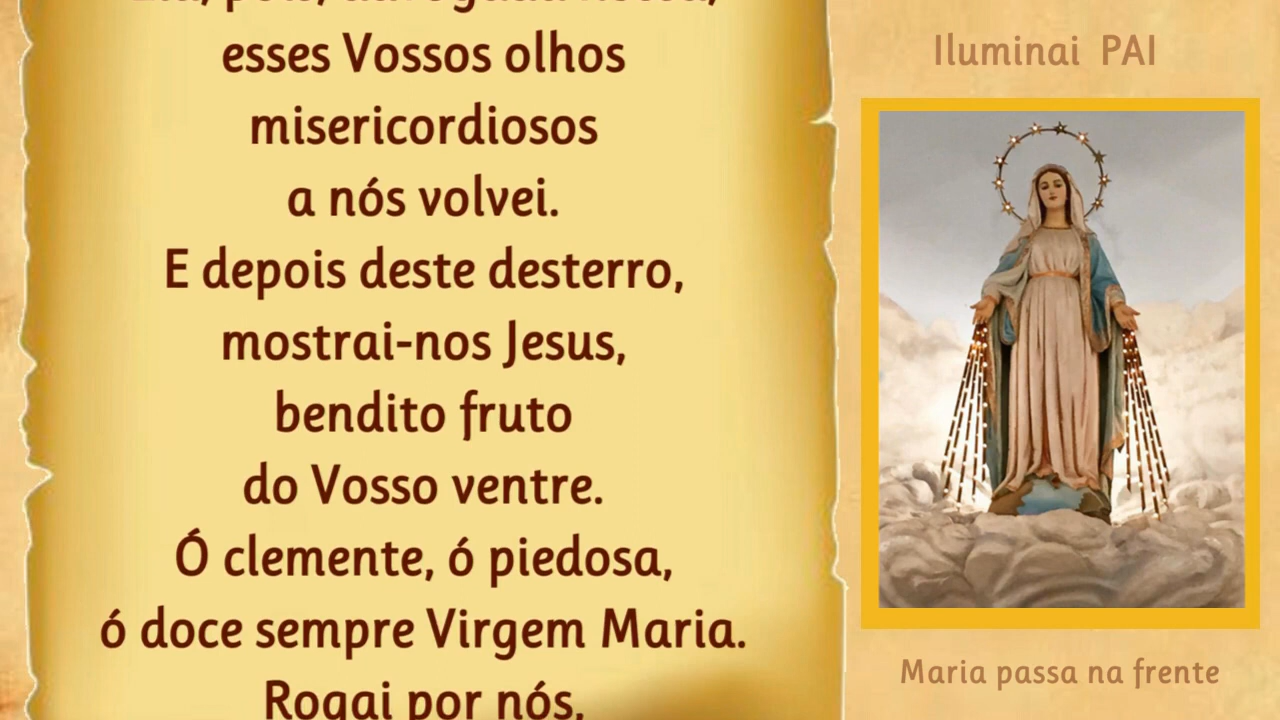 esses Vossos olhos
misericordiosos
a nós volvei.
E depois deste desterro,
mostrai-nos Jesus,
bendito fruto
do Vosso ventre.
Ó clemente, ó piedosa,
ó doce sempre Virgem Maria.
Rogai por nós,
Iluminai PAI
Maria passa na frente